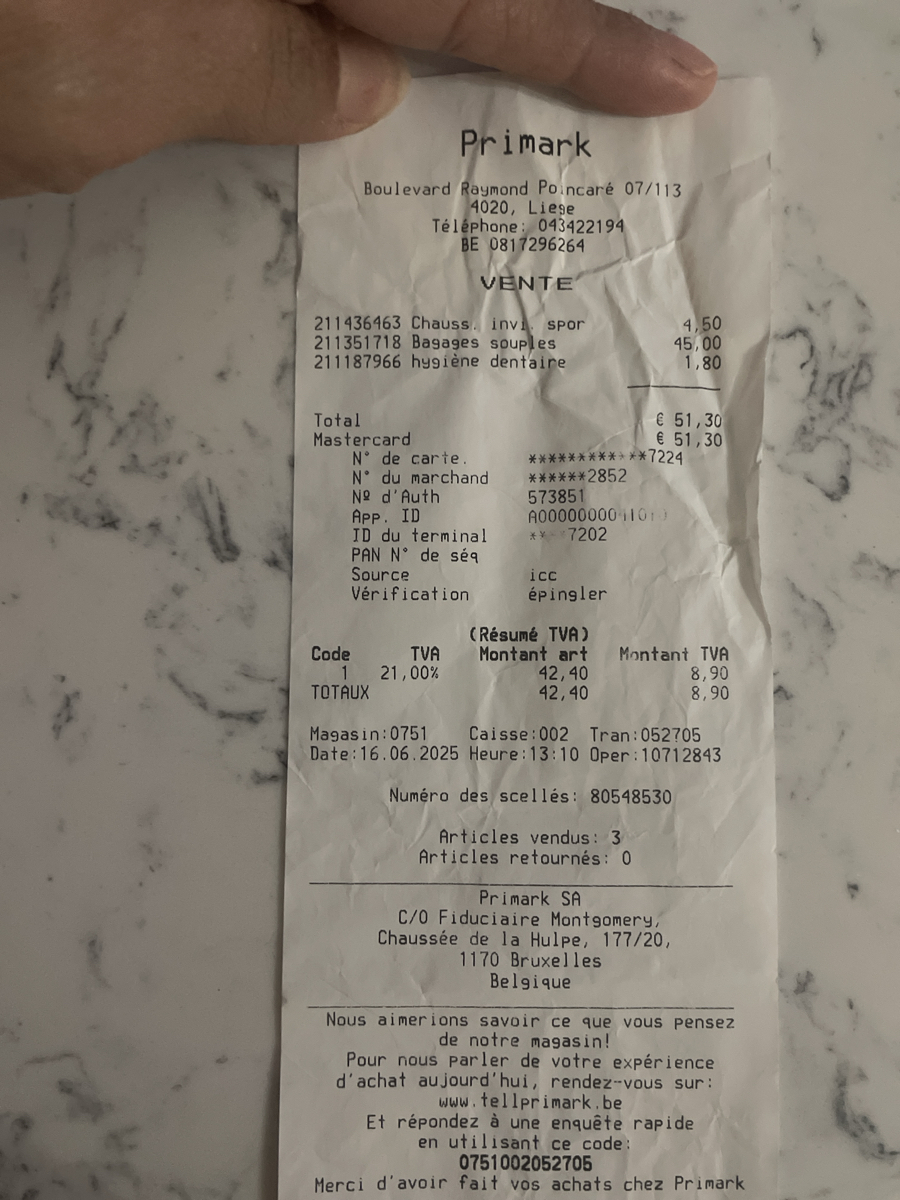 Primark
Boulevard Raymond Poincaré 07/113
4020, Liege
Téléphone: 043422194
BE 0817296264
VENTE
211436463 Chauss. invi. spor 4,50
211351718 Bagages souples 45,00
211187966 hygiène dentaire 1,80
Total € 51,30
Mastercard € 51,30
N° de carte. ************7224
N° du marchand ******2852
Nº d'Auth 573851
App. ID
ID du terminal ****7202
PAN N° de séq
Source icc
Vérification épingler
(Résumé TVA)
Code TVA Montant art Montant TVA
1 21,00% 42,40 8,90
TOTAUX 42,40 8,90
Magasin:0751 Caisse:002 Tran:052705
Date:16.06.2025 Heure:13:10 Oper:10712843
Numéro des scellés: 80548530
Articles vendus: 3
Articles retournés: 0
Primark SA
C/O Fiduciaire Montgomery,
Chaussée de la Hulpe, 177/20,
1170 Bruxelles
Belgique
Nous aimerions savoir ce que vous pensez
de notre magasin!
Pour nous parler de votre expérience
d'achat aujourd'hui, rendez-vous sur:
www.tellprimark.be
Et répondez à une enquête rapide
en utilisant ce code:
0751002052705
Merci d'avoir fait vos achats chez Primark